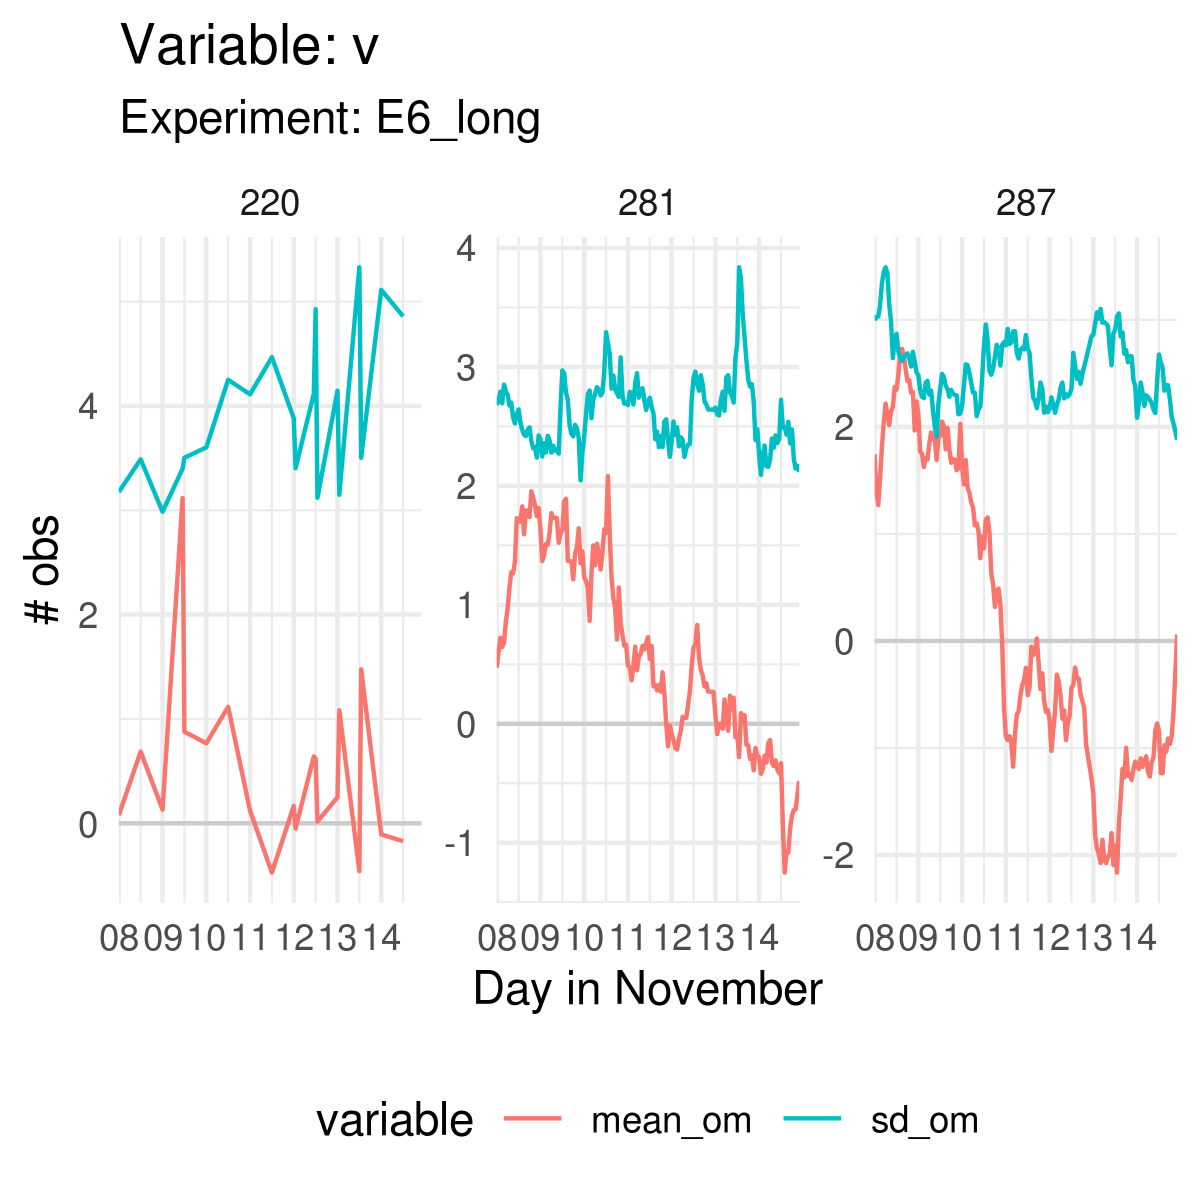 Variable: v
Experiment: E6_long
220 281 287
# obs
4
2
0
4
3
2
1
0
-1
2
0
-2
08 09 10 11 12 13 14 08 09 10 11 12 13 14 08 09 10 11 12 13 14
Day in November
variable mean_om sd_om